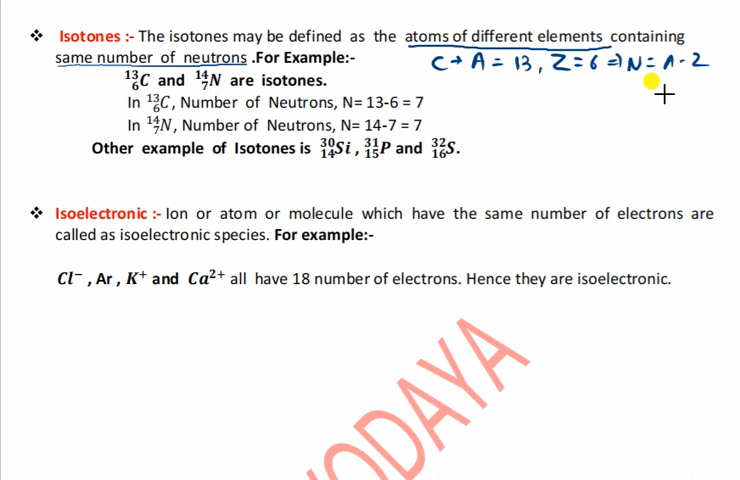 ❖ Isotones :- The isotones may be defined as the atoms of different elements containing
same number of neutrons .For Example:-
C → A = 13, Z = 6 ⇒ N = A - Z
¹³₆C and ¹⁴₇N are isotones.
In ¹³₆C, Number of Neutrons, N= 13-6 = 7
In ¹⁴₇N, Number of Neutrons, N= 14-7 = 7
Other example of Isotones is ³⁰₁₄Si , ³¹₁₅P and ³²₁₆S.
❖ Isoelectronic :- Ion or atom or molecule which have the same number of electrons are
called as isoelectronic species. For example:-
Cl⁻ , Ar , K⁺ and Ca²⁺ all have 18 number of electrons. Hence they are isoelectronic.